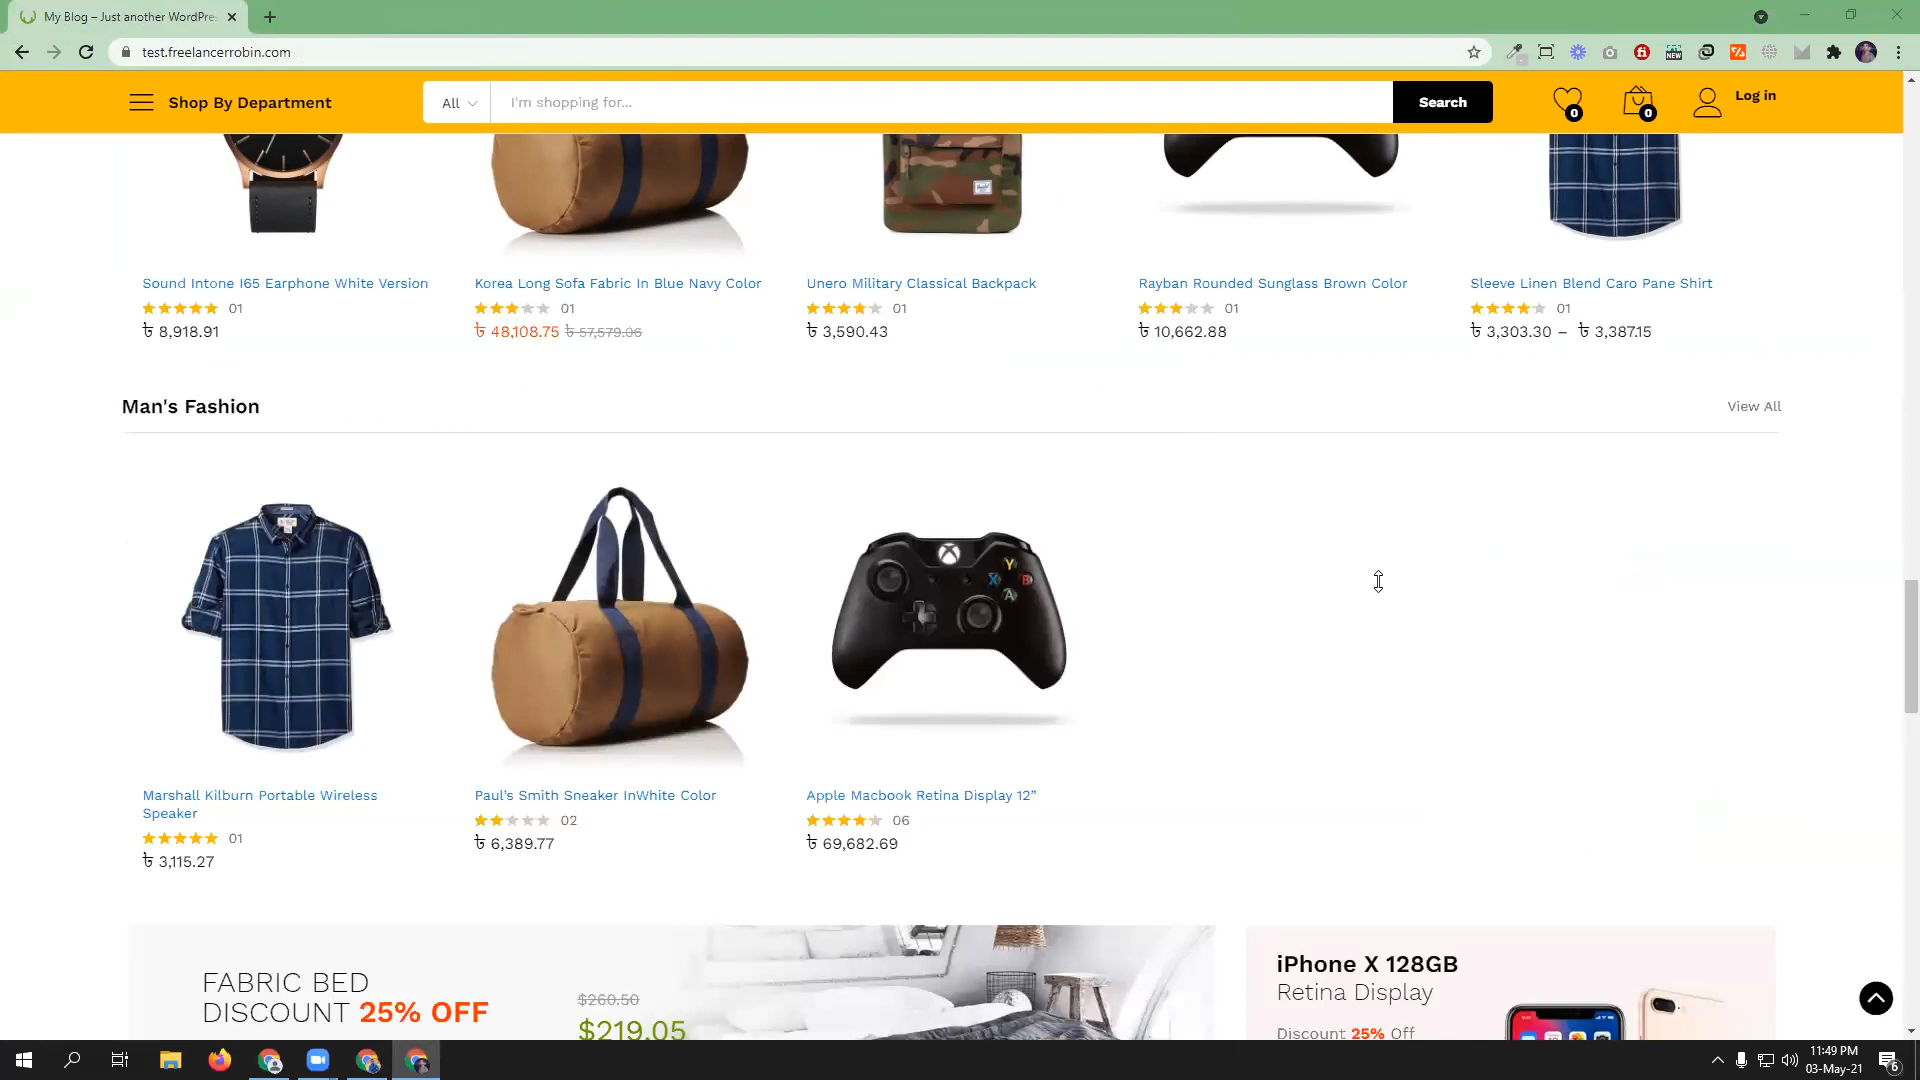 My Blog – Just another WordPre
test.freelancerrobin.com
NEW
Shop By Department
All
I'm shopping for...
Search
0
0
Log in
Sound Intone I65 Earphone White Version
01
৳ 8,918.91
Korea Long Sofa Fabric In Blue Navy Color
01
৳ 48,108.75 ৳ 57,579.06
Unero Military Classical Backpack
01
৳ 3,590.43
Rayban Rounded Sunglass Brown Color
01
৳ 10,662.88
Sleeve Linen Blend Caro Pane Shirt
01
৳ 3,303.30 – ৳ 3,387.15
Man's Fashion
View All
Y
X
B
A
Marshall Kilburn Portable Wireless
Speaker
01
৳ 3,115.27
Paul’s Smith Sneaker InWhite Color
02
৳ 6,389.77
Apple Macbook Retina Display 12”
06
৳ 69,682.69
FABRIC BED
DISCOUNT 25% OFF
$260.50
$219.05
iPhone X 128GB
Retina Display
Discount 25% Off
11:49 PM
03-May-21
6